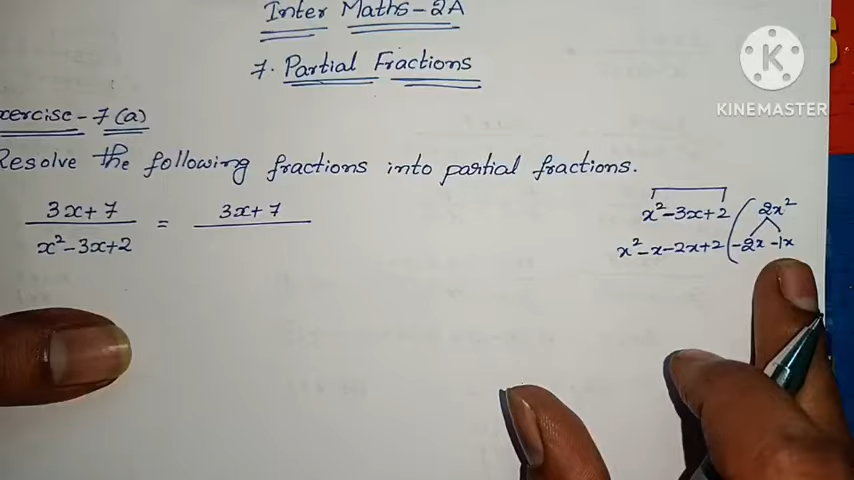 Inter Maths-2A
7. Partial Fractions
xercise-7(a)
Resolve the following fractions into partial fractions.
3x+7 / x²-3x+2 = 3x+7
x²-3x+2 ( 2x²
x²-x-2x+2 ( -2x -1x
K
KINEMASTER